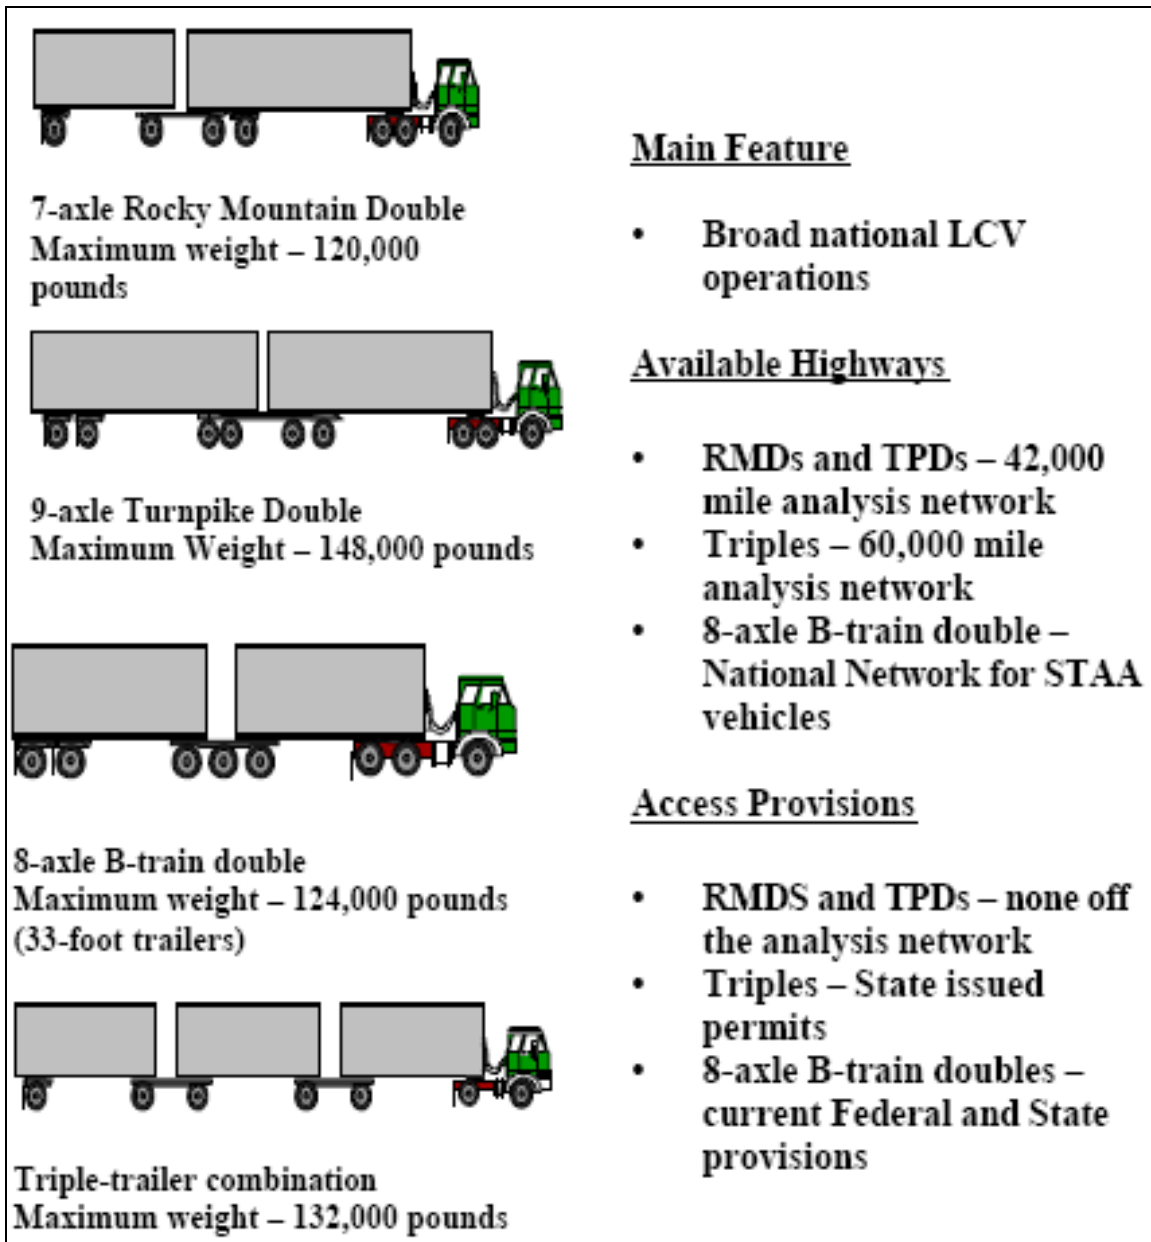 7-axle Rocky Mountain Double
Maximum weight – 120,000
pounds
9-axle Turnpike Double
Maximum Weight – 148,000 pounds
8-axle B-train double
Maximum weight – 124,000 pounds
(33-foot trailers)
Triple-trailer combination
Maximum weight – 132,000 pounds
Main Feature
• Broad national LCV
operations
Available Highways
• RMDs and TPDs – 42,000
mile analysis network
• Triples – 60,000 mile
analysis network
• 8-axle B-train double –
National Network for STAA
vehicles
Access Provisions
• RMDS and TPDs – none off
the analysis network
• Triples – State issued
permits
• 8-axle B-train doubles –
current Federal and State
provisions